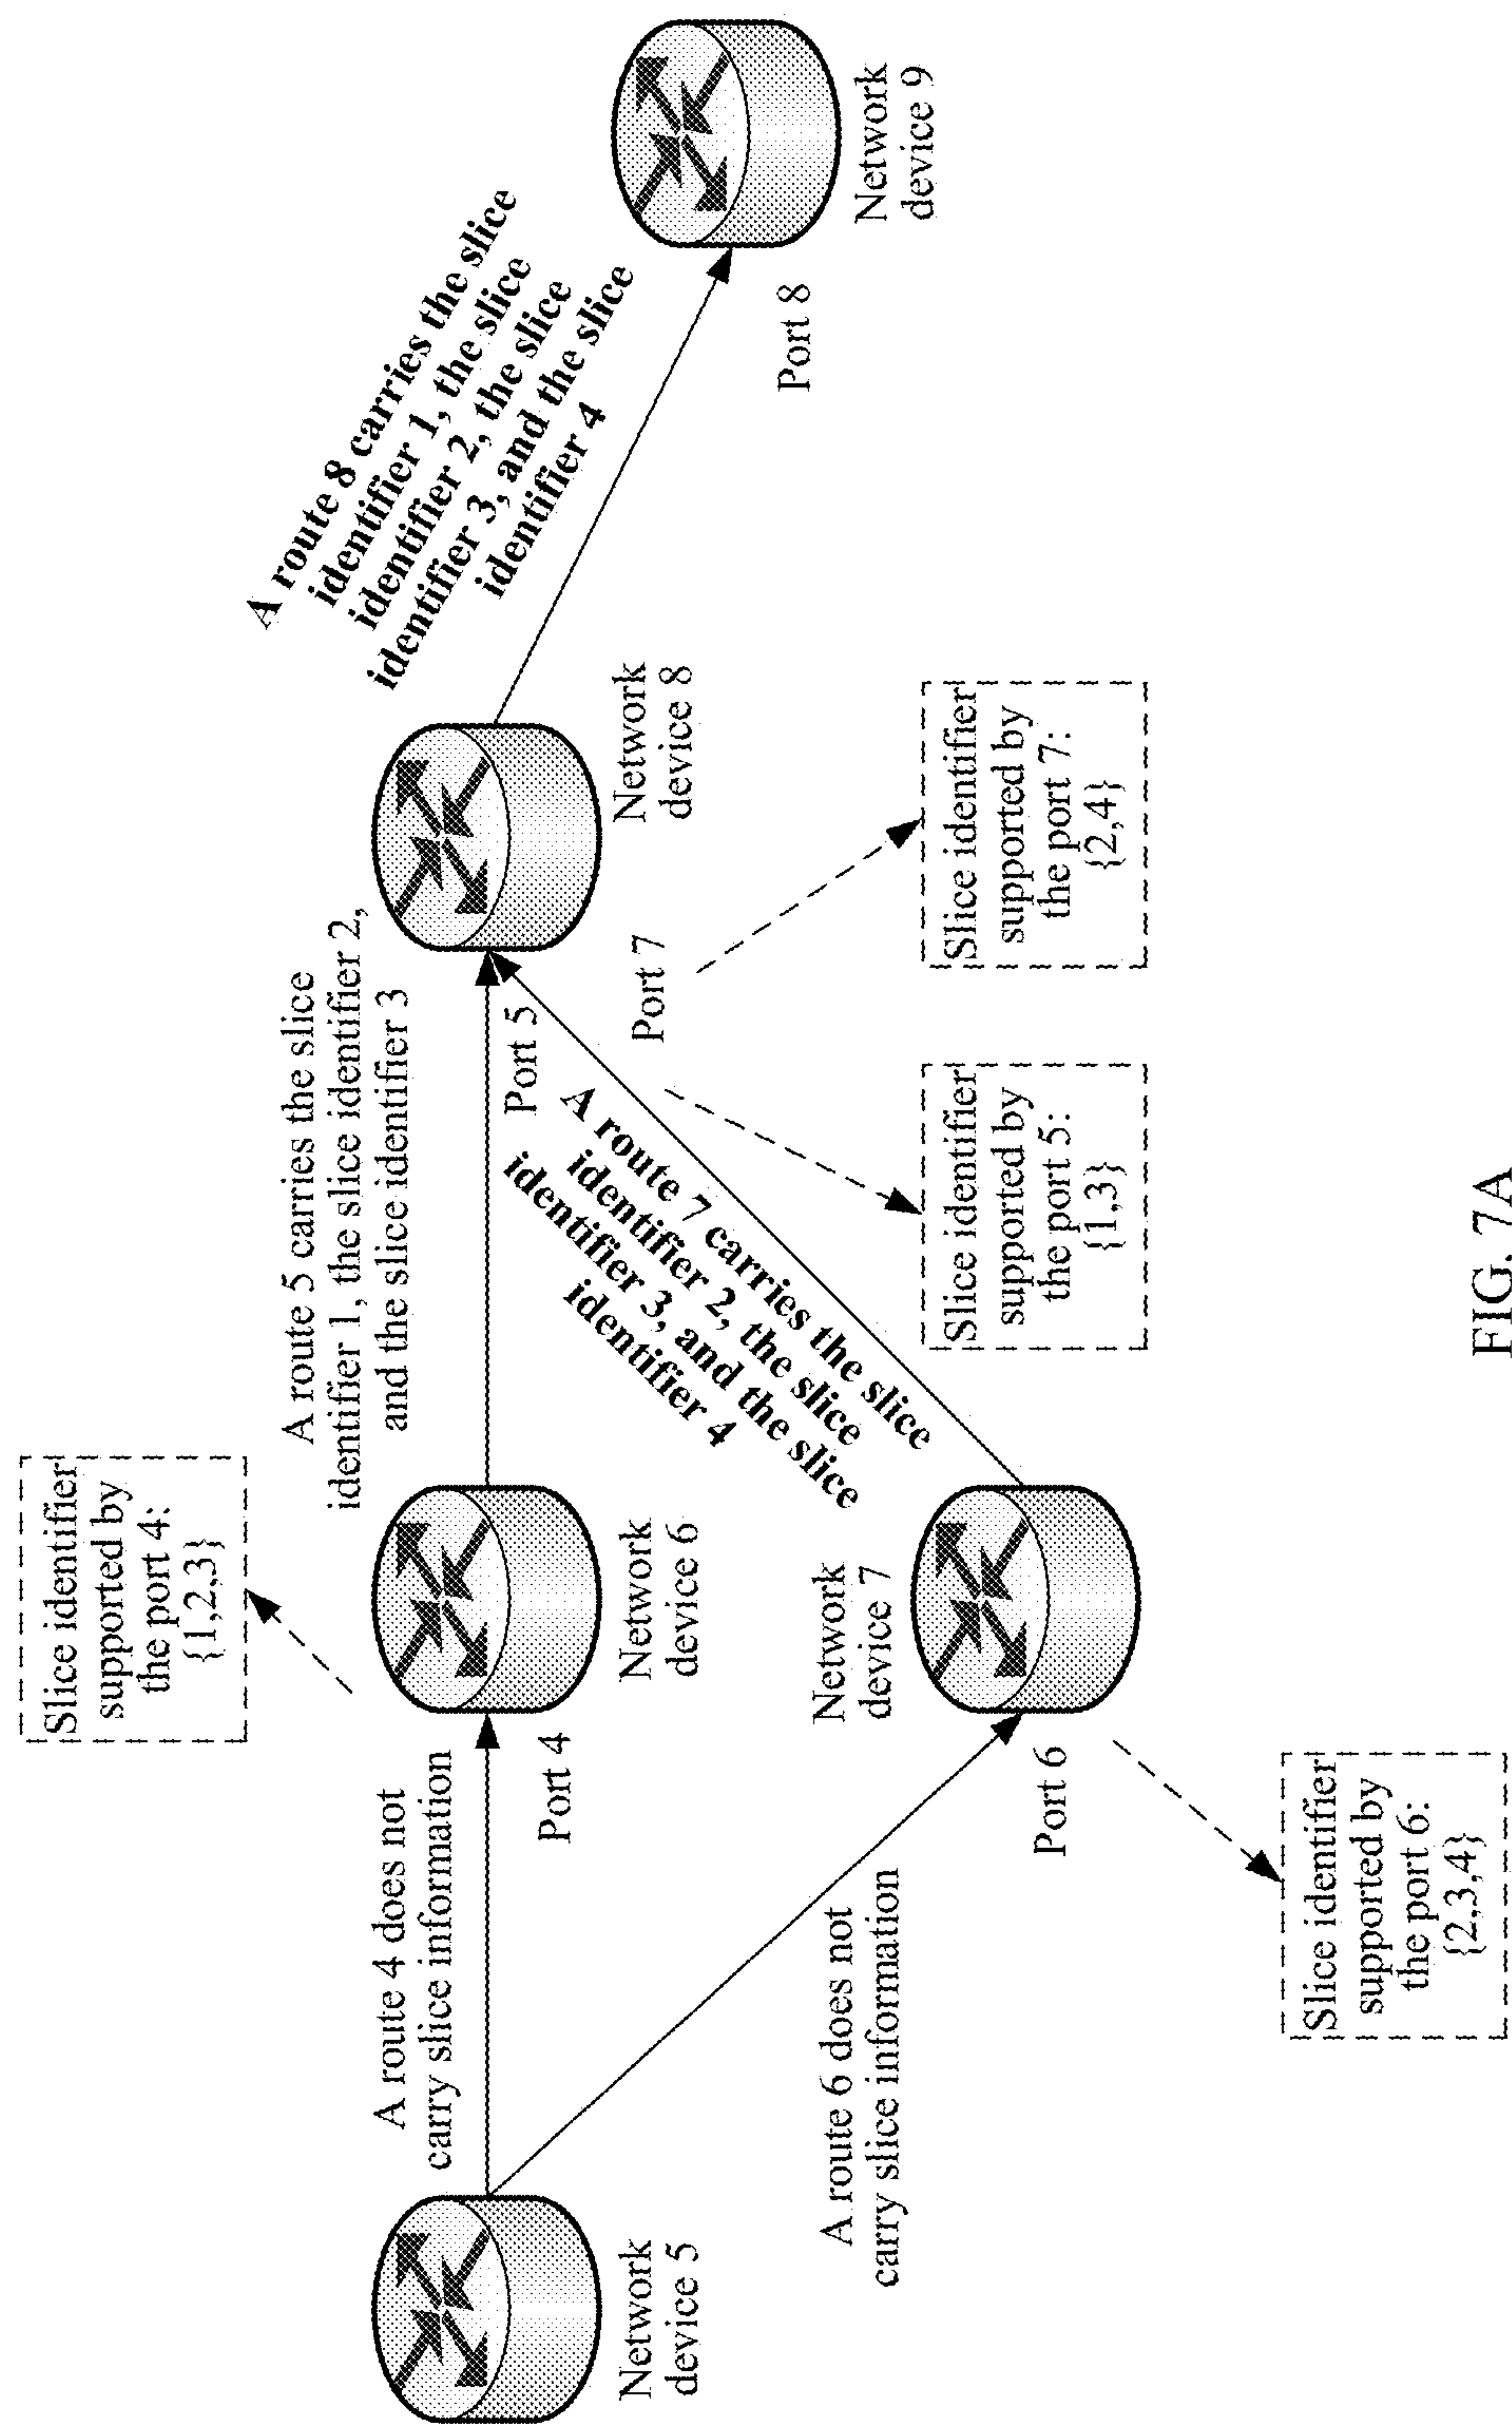 Slice identifier
supported by
the port 4:
{1,2,3}
A route 4 does not
carry slice information
A route 5 carries the slice
identifier 1, the slice identifier 2,
and the slice identifier 3
A route 8 carries the slice
identifier 1, the slice
identifier 2, the slice
identifier 3, and the slice
identifier 4
Network
device 5
Port 4
Network
device 6
Port 5
Port 7
Network
device 8
Port 8
Network
device 9
A route 6 does not
carry slice information
Port 6
Network
device 7
A route 7 carries the slice
identifier 2, the slice
identifier 3, and the slice
identifier 4
Slice identifier
supported by
the port 5:
{1,3}
Slice identifier
supported by
the port 7:
{2,4}
Slice identifier
supported by
the port 6:
{2,3,4}
FIG. 7A